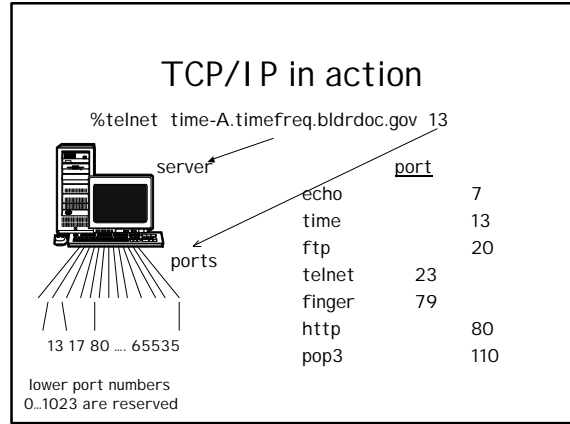 TCP/IP in action
%telnet time-A.timefreq.bldrdoc.gov 13
server
port
echo 7
time 13
ftp 20
ports
telnet 23
finger 79
http 80
13 17 80 .... 65535
pop3 110
lower port numbers
0...1023 are reserved